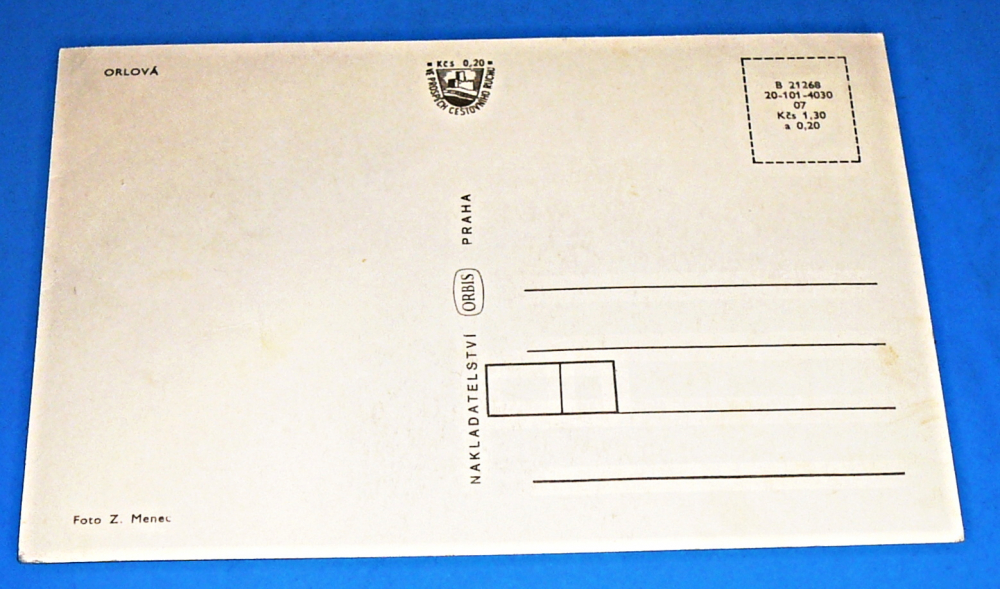 ORLOVÁ
Kčs 0,20
VE PROSPĚCH CESTOVNÍHO RUCHU
B 21268
20-101-4030
07
Kčs 1,30
a 0,20
NAKLADATELSTVÍ ORBIS PRAHA
Foto Z. Menec